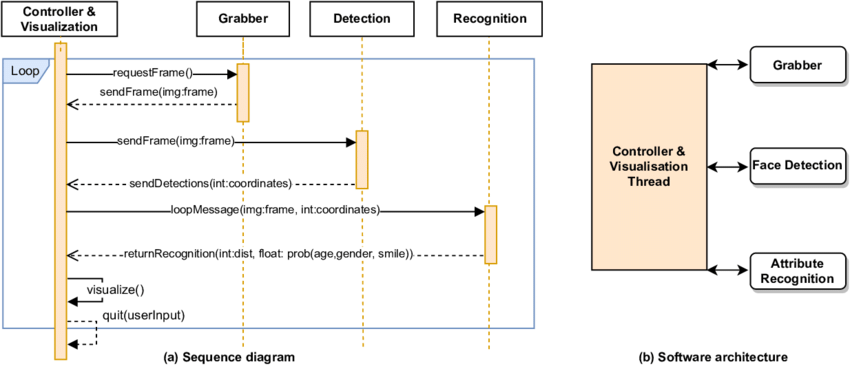 Controller &
Visualization
Grabber
Detection
Recognition
Loop
requestFrame()
sendFrame(img:frame)
sendFrame(img:frame)
sendDetections(int:coordinates)
loopMessage(img:frame, int:coordinates)
returnRecognition(int:dist, float: prob(age,gender, smile))
visualize()
quit(userInput)
(a) Sequence diagram
Grabber
Controller &
Visualisation
Thread
Face Detection
Attribute
Recognition
(b) Software architecture